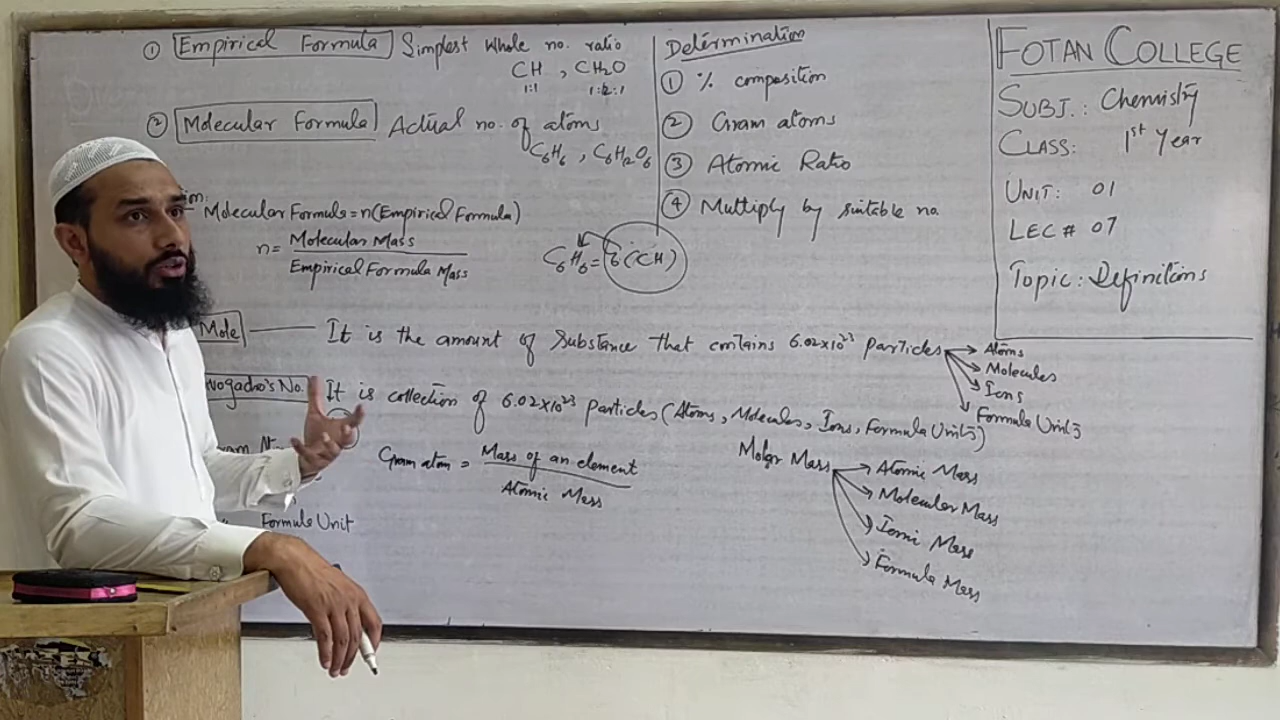 ① Empirical Formula Simplest Whole no. ratio
CH , CH2O
1:1 1:2:1
② Molecular Formula Actual no. of atoms
C6H6 , C6H12O6
Molecular Formula = n(Empirical Formula)
n = Molecular Mass
Empirical Formula Mass
C6H6 = 6(CH)
Determination
① % composition
② Gram atoms
③ Atomic Ratio
④ Multiply by suitable no.
FOTAN COLLEGE
SUBJ.: Chemistry
CLASS: 1st Year
UNIT: 01
LEC # 07
Topic: Definitions
Mole — It is the amount of Substance that contains 6.02x10^23 particles
Atoms
Molecules
Ions
Formula Units
vogadro's No. It is collection of 6.02x10^23 particles (Atoms, Molecules, Ions, Formula Units)
Gram atom = Mass of an element
Atomic Mass
Formula Unit
Molar Mass
Atomic Mass
Molecular Mass
Ionic Mass
Formula Mass